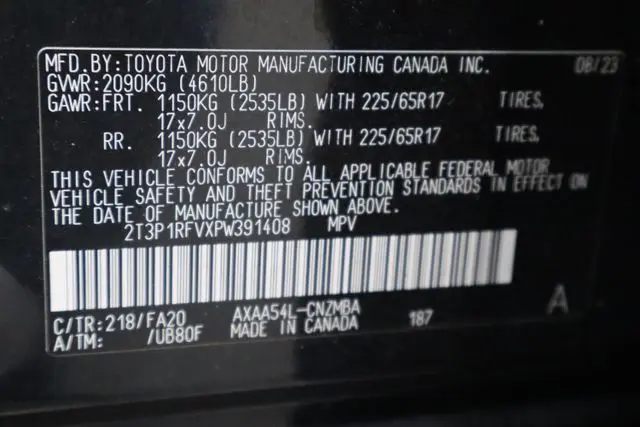 MFD. BY: TOYOTA MOTOR MANUFACTURING CANADA INC. 08/23
GVWR: 2090KG (4610LB)
GAWR: FRT. 1150KG (2535LB) WITH 225/65R17 TIRES,
17x7.0J RIMS.
RR. 1150KG (2535LB) WITH 225/65R17 TIRES,
17x7.0J RIMS.
THIS VEHICLE CONFORMS TO ALL APPLICABLE FEDERAL MOTOR
VEHICLE SAFETY AND THEFT PREVENTION STANDARDS IN EFFECT ON
THE DATE OF MANUFACTURE SHOWN ABOVE.
2T3P1RFVXPW391408 MPV
C/TR: 218/FA20 AXAA54L-CNZMBA 187 A
A/TM: /UB80F MADE IN CANADA